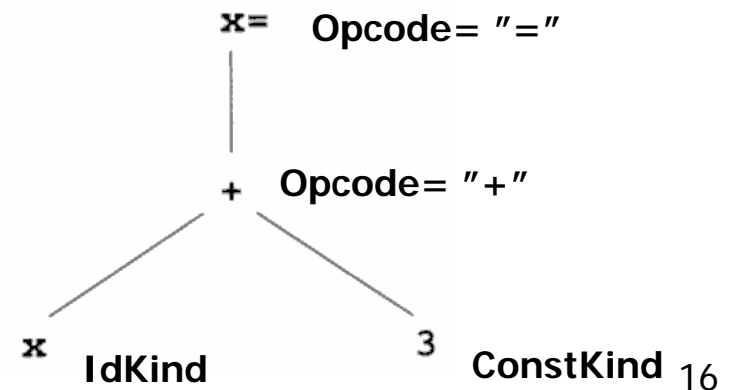 x= Opcode= "="
+ Opcode= "+"
x IdKind 3 ConstKind 16